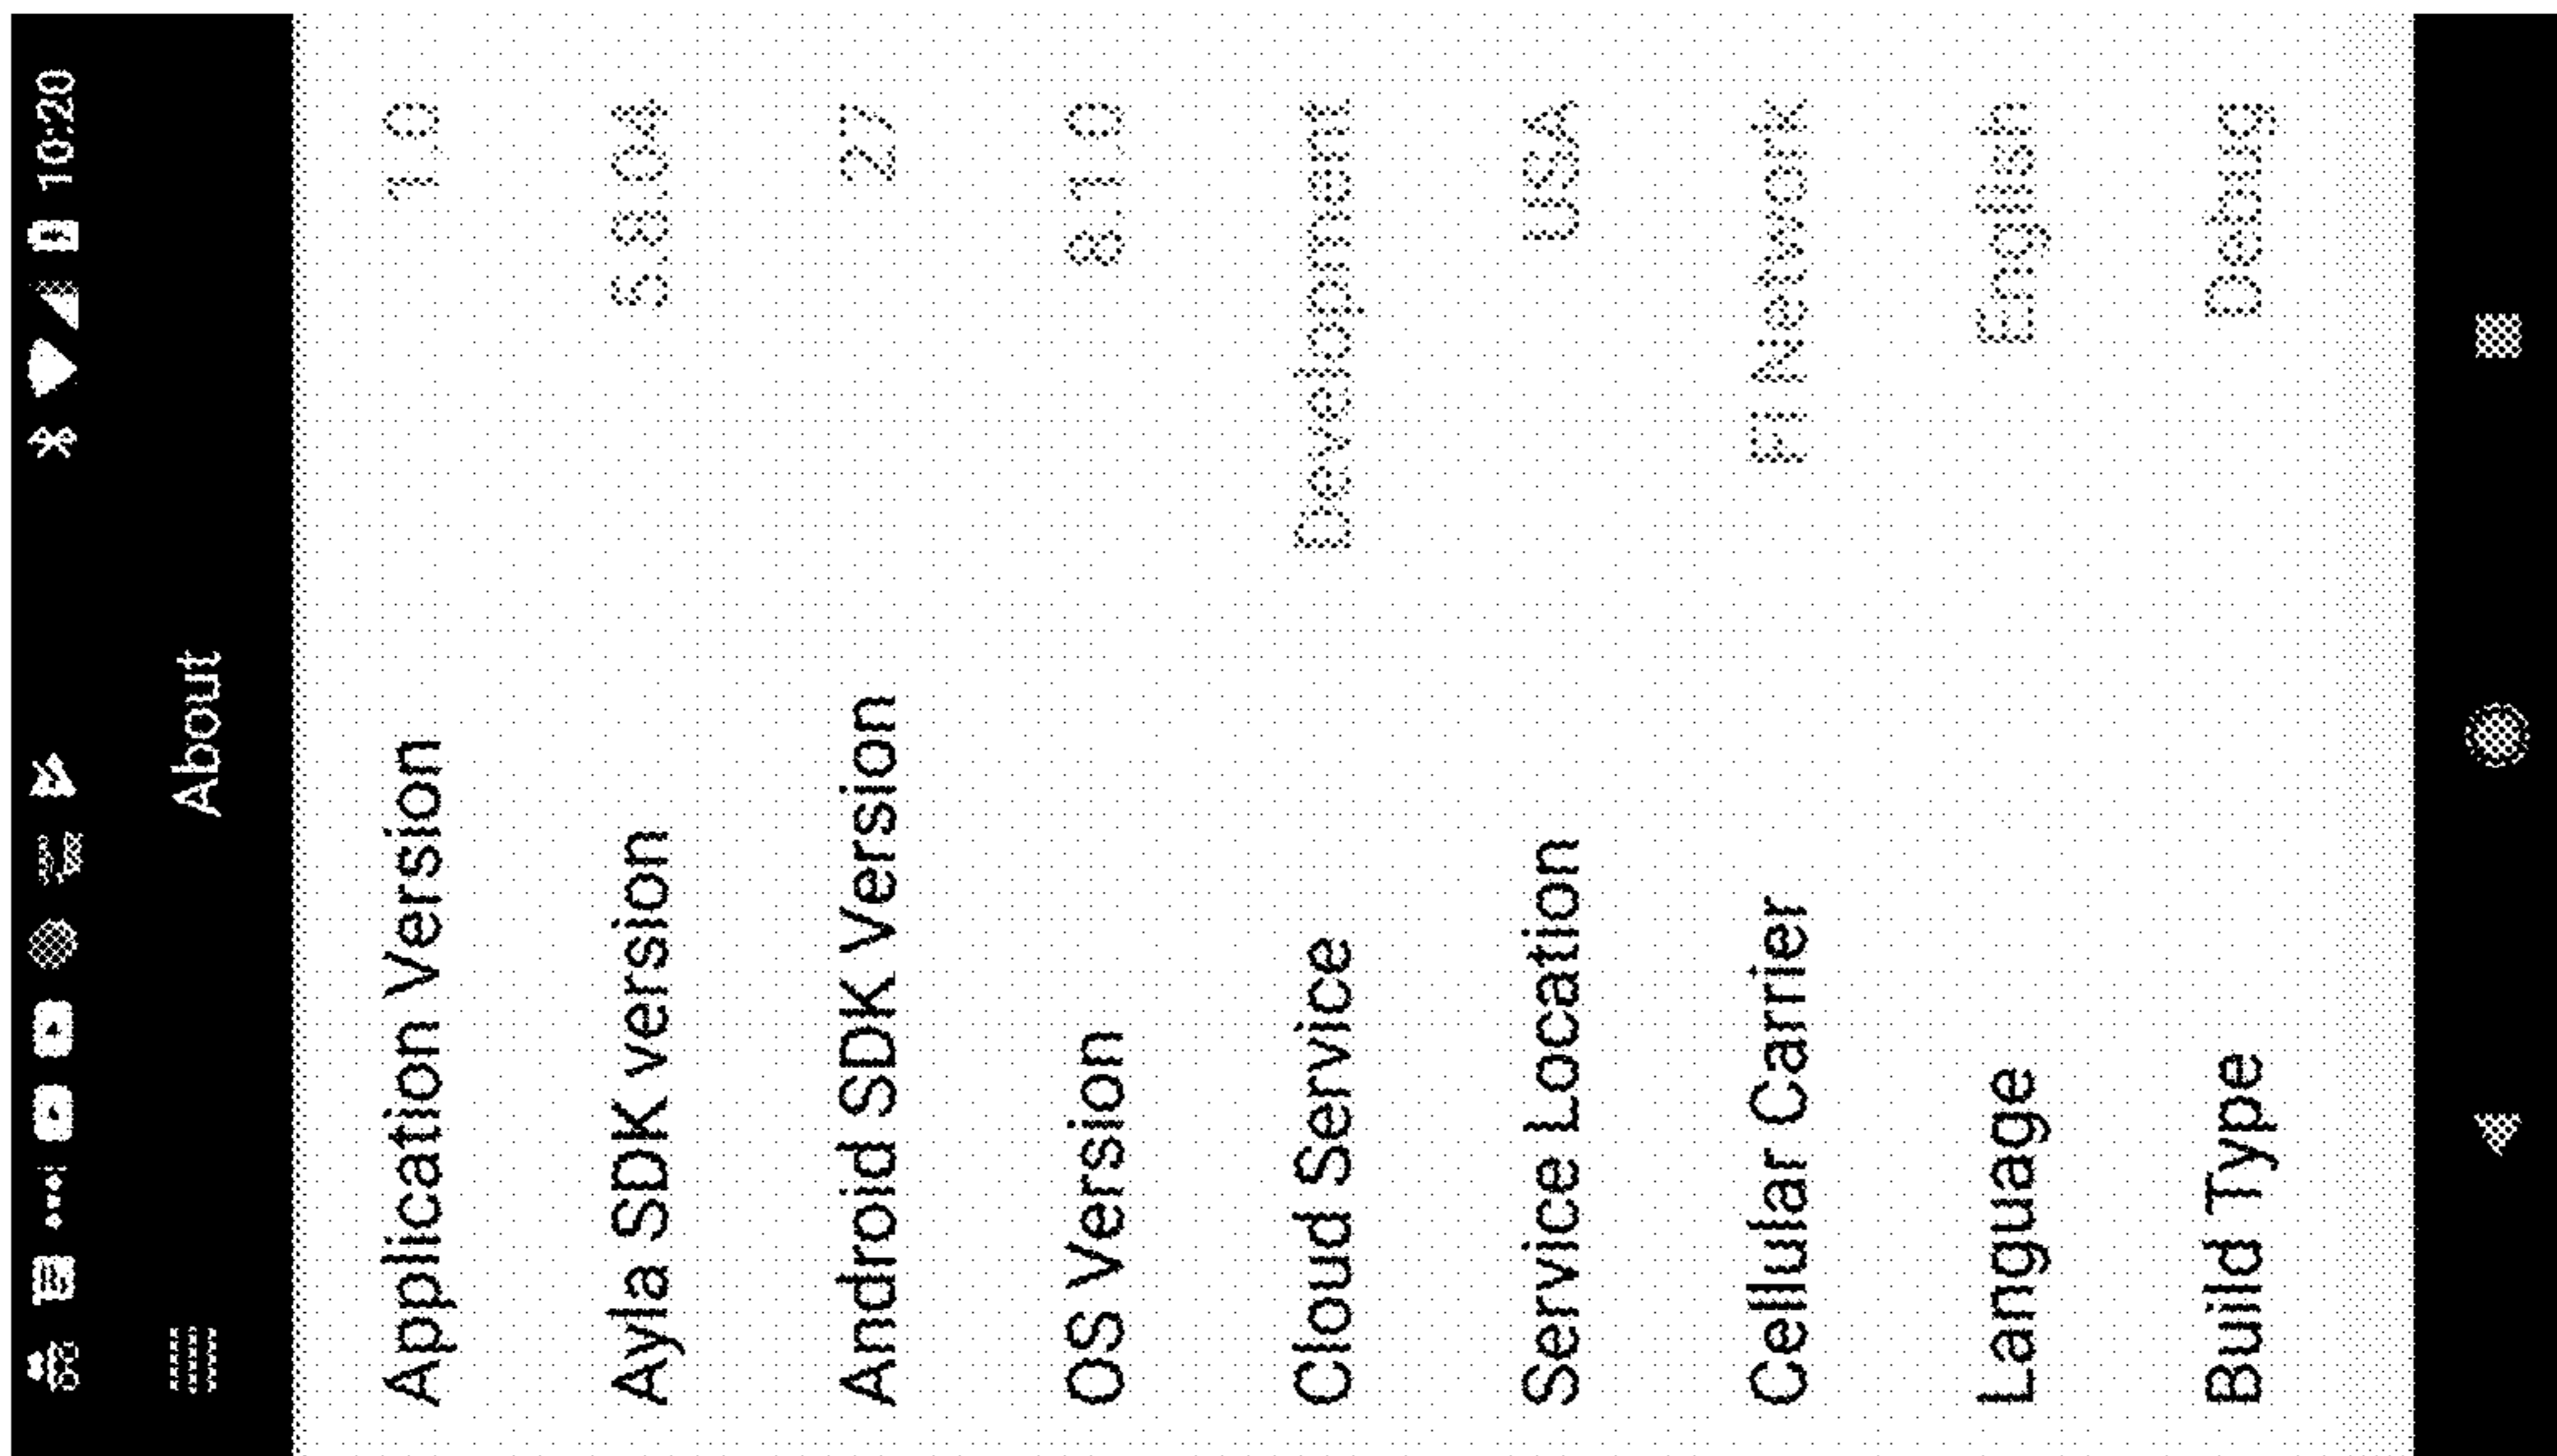 10:20
About
Application Version 1.0
Ayla SDK version 5.8.04
Android SDK Version 27
OS Version 8.1.0
Cloud Service Development
Service Location USA
Cellular Carrier FI Network
Language English
Build Type Debug